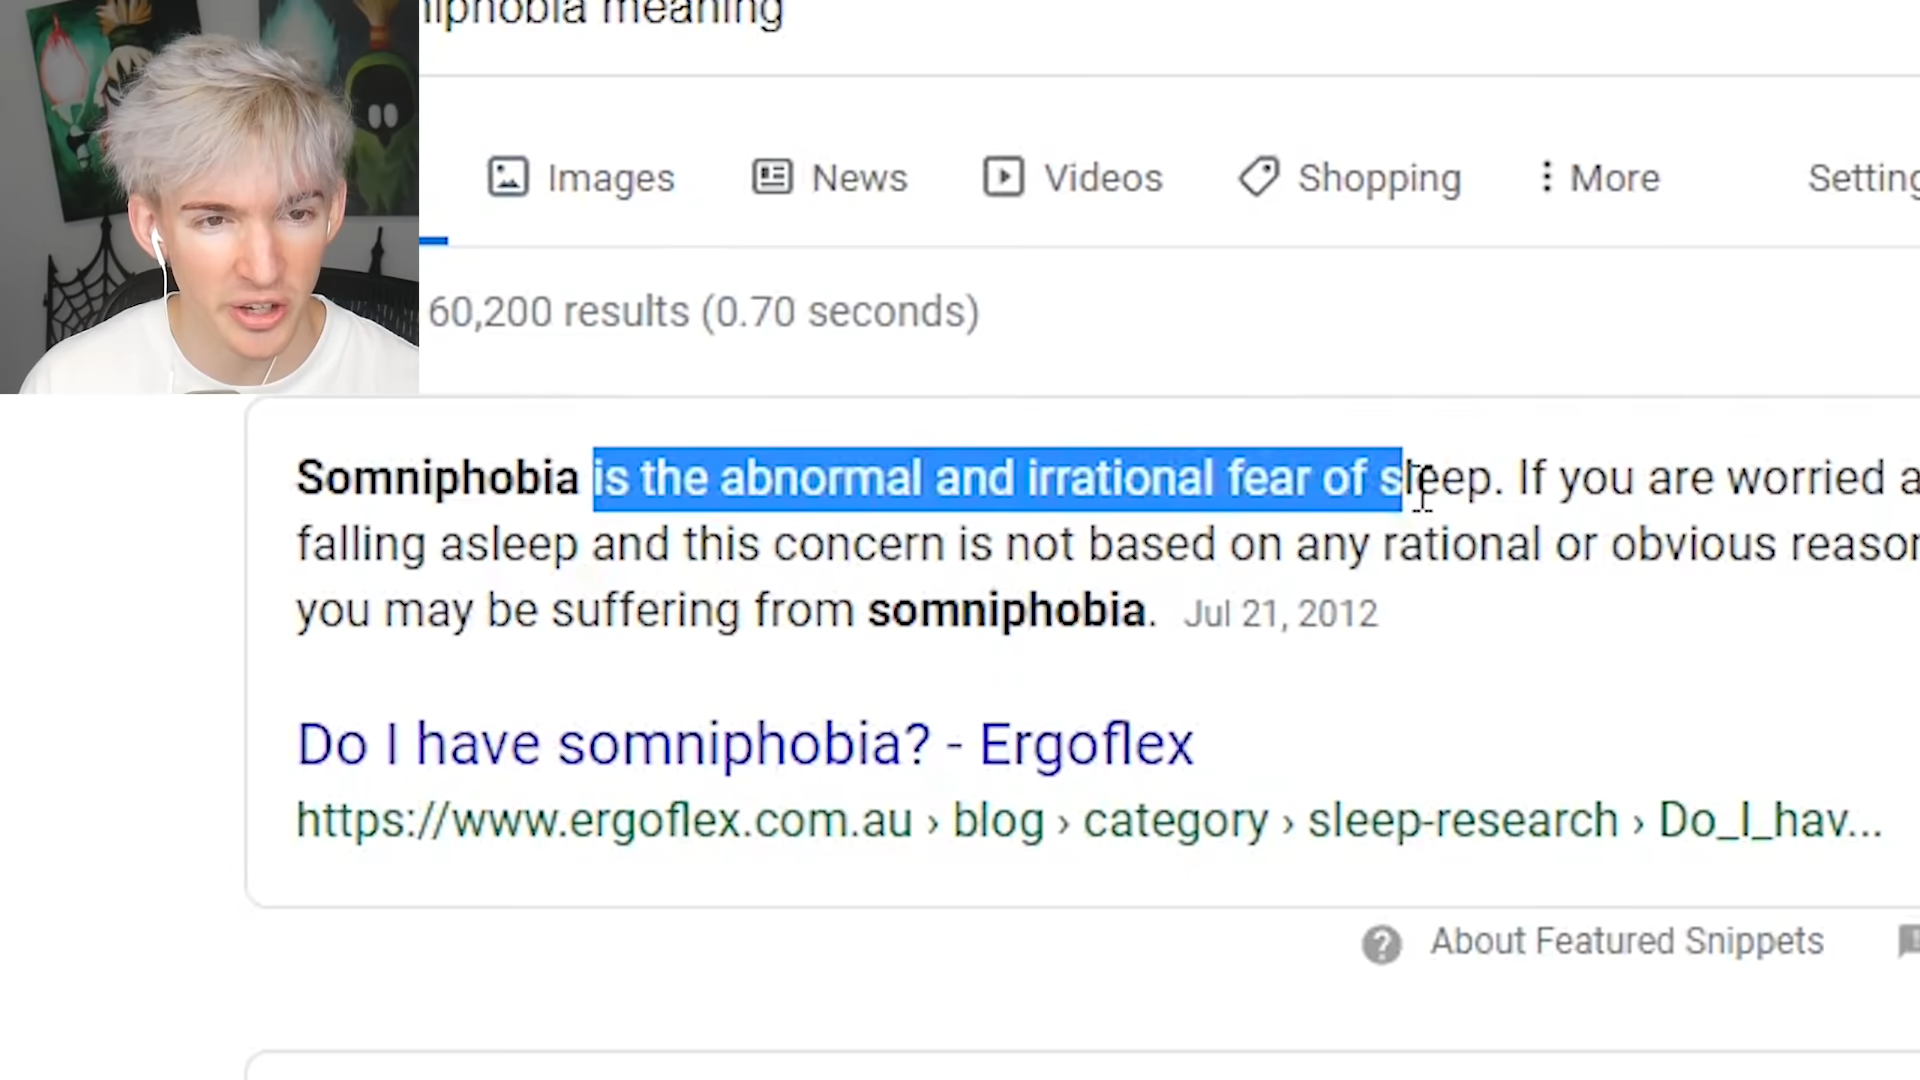 meaning
Images News Videos Shopping More
60,200 results (0.70 seconds)
Somniphobia is the abnormal and irrational fear of sleep. If you are worried
falling asleep and this concern is not based on any rational or obvious
you may be suffering from somniphobia. Jul 21, 2012
Do I have somniphobia? - Ergoflex
https://www.ergoflex.com.au › blog › category › sleep-research › Do_I_hav...
About Featured Snippets